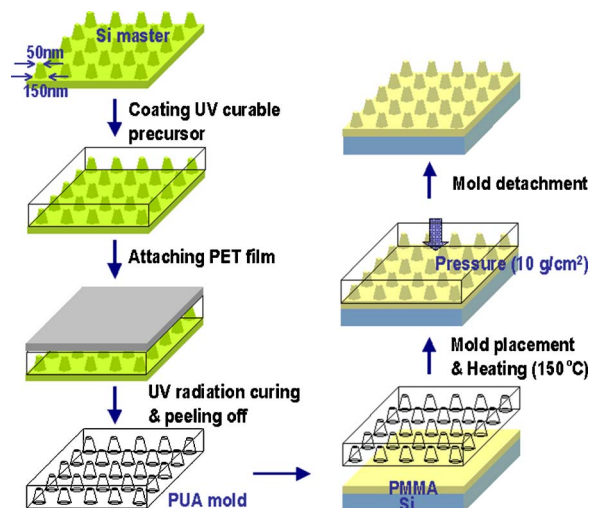 Si master
50nm
150nm
Coating UV curable
precursor
Attaching PET film
UV radiation curing
& peeling off
PUA mold
PMMA
Si
Mold placement
& Heating (150 °C)
Pressure (10 g/cm²)
Mold detachment